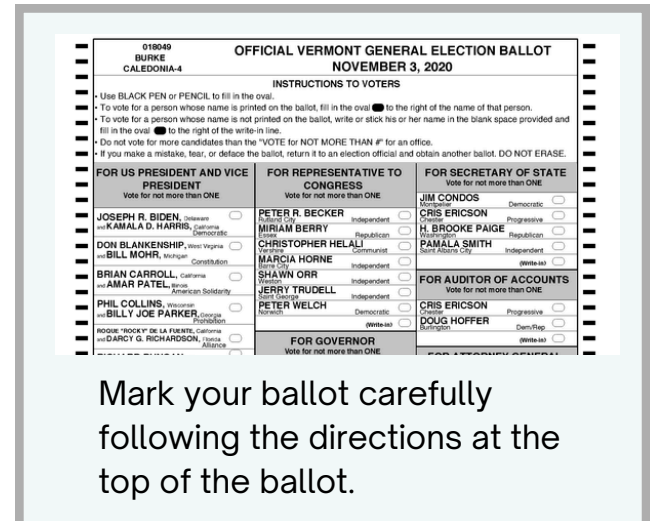 018049
BURKE
CALEDONIA-4
OFFICIAL VERMONT GENERAL ELECTION BALLOT
NOVEMBER 3, 2020
INSTRUCTIONS TO VOTERS
• Use BLACK PEN or PENCIL to fill in the oval.
• To vote for a person whose name is printed on the ballot, fill in the oval to the right of the name of that person.
• To vote for a person whose name is not printed on the ballot, write or stick his or her name in the blank space provided and
fill in the oval to the right of the write-in line.
• Do not vote for more candidates than the "VOTE for NOT MORE THAN #" for an office.
• If you make a mistake, tear, or deface the ballot, return it to an election official and obtain another ballot. DO NOT ERASE.
FOR US PRESIDENT AND VICE
PRESIDENT
Vote for not more than ONE
JOSEPH R. BIDEN, Delaware
and KAMALA D. HARRIS, California
Democratic
DON BLANKENSHIP, West Virginia
and BILL MOHR, Michigan
Constitution
BRIAN CARROLL, California
and AMAR PATEL, Illinois
American Solidarity
PHIL COLLINS, Wisconsin
and BILLY JOE PARKER, Georgia
Prohibition
ROQUE "ROCKY" DE LA FUENTE, California
and DARCY G. RICHARDSON, Florida
Alliance
FOR REPRESENTATIVE TO
CONGRESS
Vote for not more than ONE
PETER R. BECKER
Rutland City Independent
MIRIAM BERRY
Essex Republican
CHRISTOPHER HELALI
Vershire Communist
MARCIA HORNE
Barre City Independent
SHAWN ORR
Weston Independent
JERRY TRUDELL
Saint George Independent
PETER WELCH
Norwich Democratic
(Write-in)
FOR GOVERNOR
Vote for not more than ONE
FOR SECRETARY OF STATE
Vote for not more than ONE
JIM CONDOS
Montpelier Democratic
CRIS ERICSON
Chester Progressive
H. BROOKE PAIGE
Washington Republican
PAMALA SMITH
Saint Albans City Independent
(Write-in)
FOR AUDITOR OF ACCOUNTS
Vote for not more than ONE
CRIS ERICSON
Chester Progressive
DOUG HOFFER
Burlington Dem/Rep
(Write-in)
FOR ATTORNEY GENERAL
Mark your ballot carefully
following the directions at the
top of the ballot.